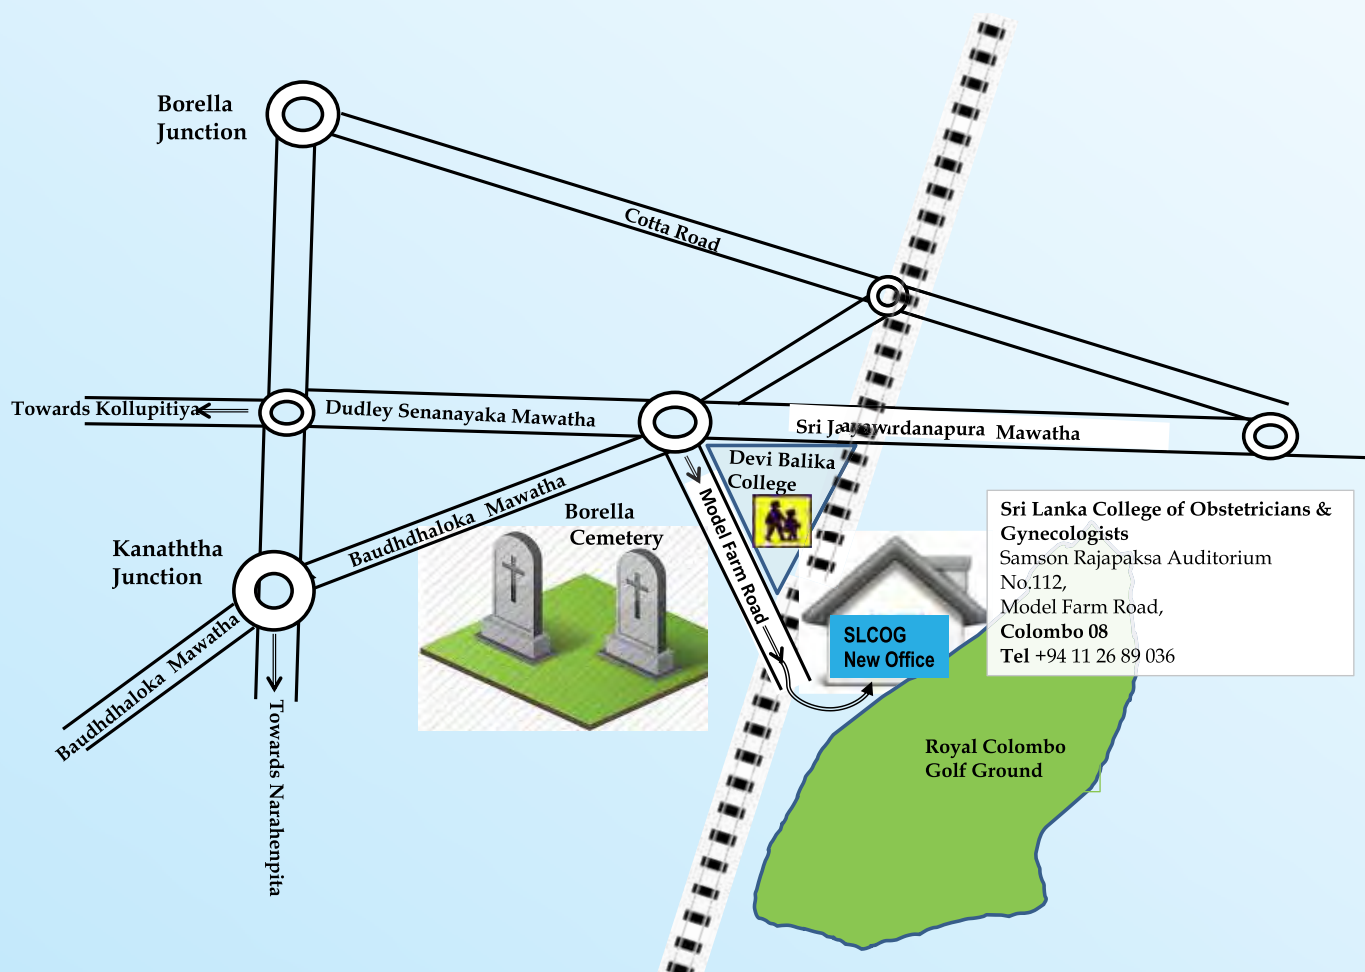 Borella
Junction
Cotta Road
Towards Kollupitiya
Dudley Senanayaka Mawatha
Sri Jayawrdanapura Mawatha
Devi Balika
College
Baudhdhaloka Mawatha
Model Farm Road
Borella
Cemetery
Kanaththa
Junction
Sri Lanka College of Obstetricians &
Gynecologists
Samson Rajapaksa Auditorium
No.112,
Model Farm Road,
Colombo 08
Tel +94 11 26 89 036
SLCOG
New Office
Baudhdhaloka Mawatha
Towards Narahenpita
Royal Colombo
Golf Ground